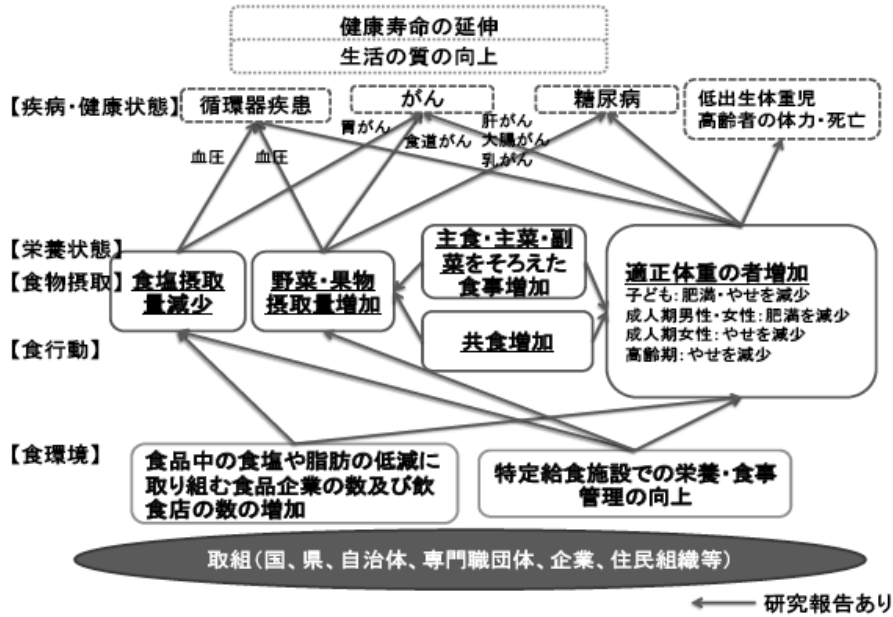 健康寿命の延伸
生活の質の向上
【疾病・健康状態】
循環器疾患
がん
糖尿病
低出生体重児
高齢者の体力・死亡
胃がん
食道がん
肝がん
大腸がん
乳がん
血圧
血圧
【栄養状態】
【食物摂取】
【食行動】
食塩摂取
量減少
野菜・果物
摂取量増加
主食・主菜・副
菜をそろえた
食事増加
共食増加
適正体重の者増加
子ども:肥満・やせを減少
成人期男性・女性:肥満を減少
成人期女性:やせを減少
高齢期:やせを減少
【食環境】
食品中の食塩や脂肪の低減に
取り組む食品企業の数及び飲
食店の数の増加
特定給食施設での栄養・食事
管理の向上
取組(国、県、自治体、専門職団体、企業、住民組織等)
研究報告あり